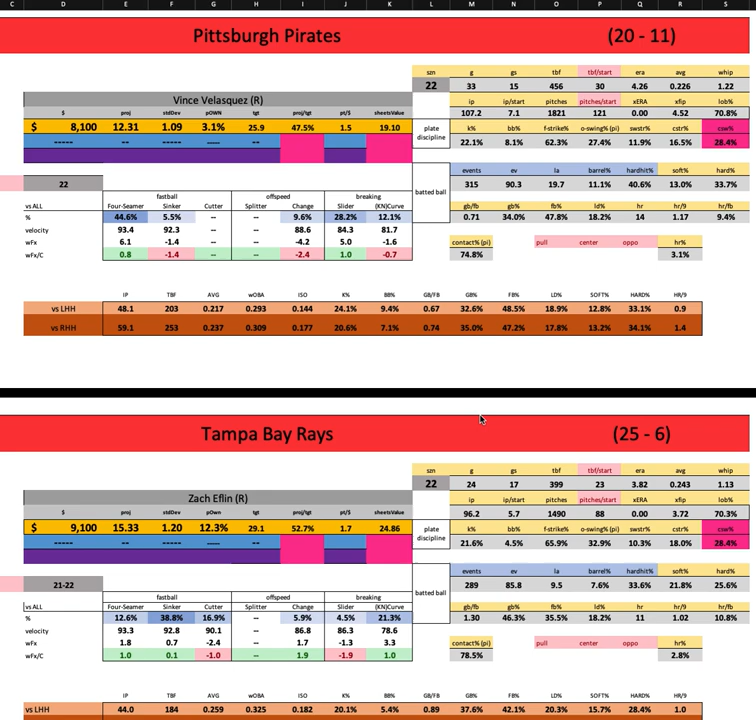 C D E F G H I J K L M N O P Q R S
Pittsburgh Pirates (20 - 11)
szn g gs tbf tbf/start era avg whip
22 33 15 456 30 4.26 0.226 1.22
Vince Velasquez (R) ip ip/start pitches pitches/start xERA xfip lob%
$ proj stdDev pOWN tgt proj/tgt pt/$ sheetsValue 107.2 7.1 1821 121 0.00 4.52 70.8%
$ 8,100 12.31 1.09 3.1% 25.9 47.5% 1.5 19.10 plate discipline k% bb% f-strike% o-swing% (pi) swstr% cstr% csw%
----- -- -- — -- 22.1% 8.1% 62.3% 27.4% 11.9% 16.5% 28.4%
batted ball events ev la barrel% hardhit% soft% hard%
22 315 90.3 19.7 11.1% 40.6% 13.0% 33.7%
fastball offspeed breaking
vs ALL Four-Seamer Sinker Cutter Splitter Change Slider (KN)Curve gb/fb gb% fb% ld% hr hr/9 hr/fb
% 44.6% 5.5% -- -- 9.6% 28.2% 12.1% 0.71 34.0% 47.8% 18.2% 14 1.17 9.4%
velocity 93.4 92.3 -- -- 88.6 84.3 81.7
wFx 6.1 -1.4 -- -- -4.2 5.0 -1.6 contact% (pi) pull center oppo hr%
wFx/C 0.8 -1.4 -- -- -2.4 1.0 -0.7 74.8% 3.1%
IP TBF AVG wOBA ISO K% BB% GB/FB GB% FB% LD% SOFT% HARD% HR/9
vs LHH 48.1 203 0.217 0.293 0.144 24.1% 9.4% 0.67 32.6% 48.5% 18.9% 12.8% 33.1% 0.9
vs RHH 59.1 253 0.237 0.309 0.177 20.6% 7.1% 0.74 35.0% 47.2% 17.8% 13.2% 34.1% 1.4
Tampa Bay Rays (25 - 6)
szn g gs tbf tbf/start era avg whip
22 24 17 399 23 3.82 0.243 1.13
Zach Eflin (R) ip ip/start pitches pitches/start xERA xfip lob%
$ proj stdDev pOwn tgt proj/tgt pt/$ sheetsValue 96.2 5.7 1490 88 0.00 3.72 70.3%
$ 9,100 15.33 1.20 12.3% 29.1 52.7% 1.7 24.86 plate discipline k% bb% f-strike% o-swing% (pi) swstr% cstr% csw%
----- -- -- — -- 21.6% 4.5% 65.9% 32.9% 10.3% 18.0% 28.4%
batted ball events ev la barrel% hardhit% soft% hard%
21-22 289 85.8 9.5 7.6% 33.6% 21.8% 25.6%
fastball offspeed breaking
vs ALL Four-Seamer Sinker Cutter Splitter Change Slider (KN)Curve gb/fb gb% fb% ld% hr hr/9 hr/fb
% 12.6% 38.8% 16.9% -- 5.9% 4.5% 21.3% 1.30 46.3% 35.5% 18.2% 11 1.02 10.8%
velocity 93.3 92.8 90.1 -- 86.8 86.3 78.6
wFx 1.8 0.7 -2.4 -- 1.7 -1.3 3.3 contact% (pi) pull center oppo hr%
wFx/C 1.0 0.1 -1.0 -- 1.9 -1.9 1.0 78.5% 2.8%
IP TBF AVG wOBA ISO K% BB% GB/FB GB% FB% LD% SOFT% HARD% HR/9
vs LHH 44.0 184 0.259 0.325 0.182 20.1% 5.4% 0.89 37.6% 42.1% 20.3% 15.7% 28.4% 1.0